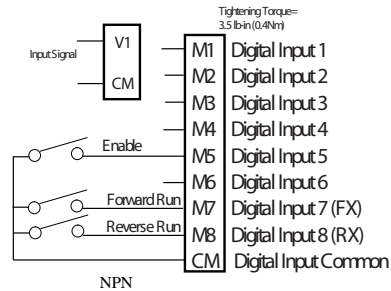 Tightening Torque=
3.5 lb-in (0.4Nm)
V1
Input Signal
CM
M1 Digital Input 1
M2 Digital Input 2
M3 Digital Input 3
M4 Digital Input 4
Enable M5 Digital Input 5
M6 Digital Input 6
Forward Run M7 Digital Input 7 (FX)
Reverse Run M8 Digital Input 8 (RX)
CM Digital Input Common
NPN